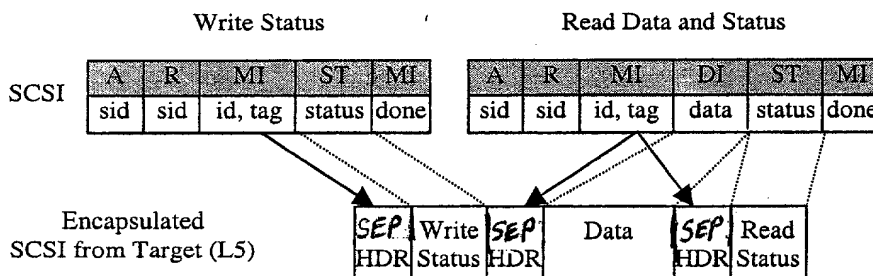 Write Status
Read Data and Status
SCSI
A R MI ST MI
sid sid id, tag status done
A R MI DI ST MI
sid sid id, tag data status done
Encapsulated
SCSI from Target (L5)
SEP HDR
Write Status
SEP HDR
Data
SEP HDR
Read Status